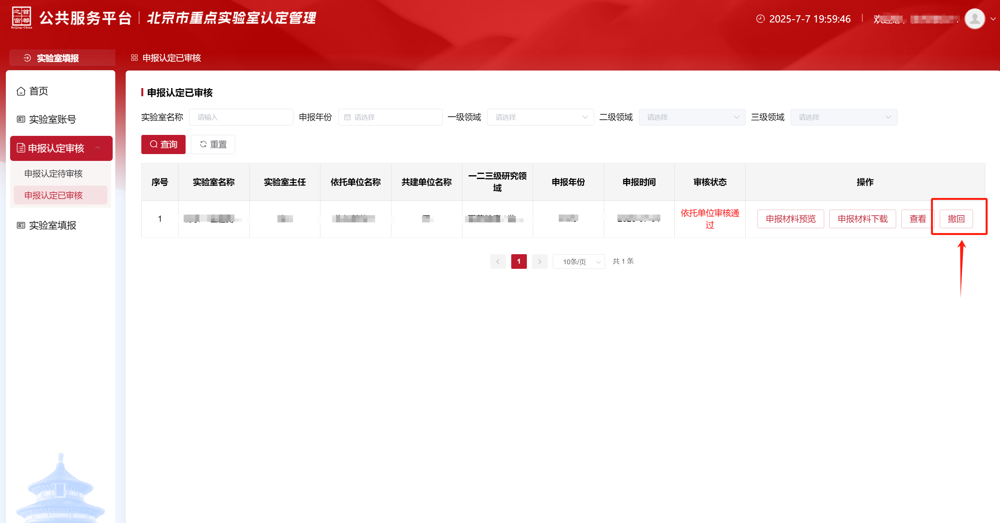 首都之窗
Beijing-China
公共服务平台
北京市重点实验室认定管理
2025-7-7 19:59:46
实验室填报
申报认定已审核
首页
实验室账号
申报认定审核
申报认定待审核
申报认定已审核
实验室填报
申报认定已审核
实验室名称 请输入 申报年份 请选择 一级领域 请选择 二级领域 请选择 三级领域 请选择
查询 重置
序号 实验室名称 实验室主任 依托单位名称 共建单位名称 一二三级研究领域 申报年份 申报时间 审核状态 操作
1 依托单位审核通过 申报材料预览 申报材料下载 查看 撤回
1 10条/页 共 1 条